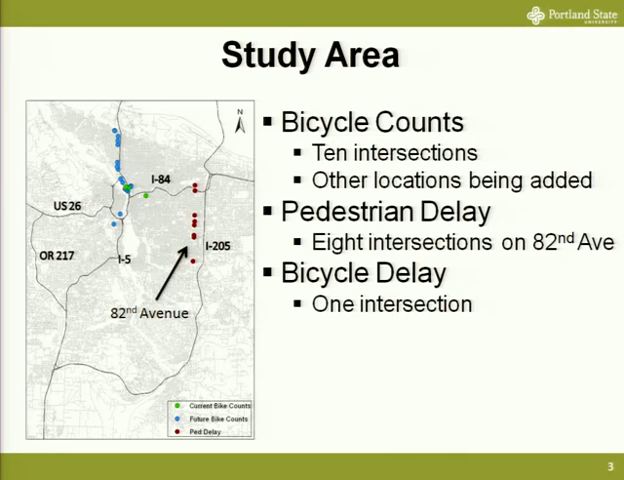 Portland State
UNIVERSITY
Study Area
N
I-84
US 26
OR 217
I-5
I-205
82nd Avenue
Current Bike Counts
Future Bike Counts
Ped Delay
▪ Bicycle Counts
▪ Ten intersections
▪ Other locations being added
▪ Pedestrian Delay
▪ Eight intersections on 82nd Ave
▪ Bicycle Delay
▪ One intersection
3